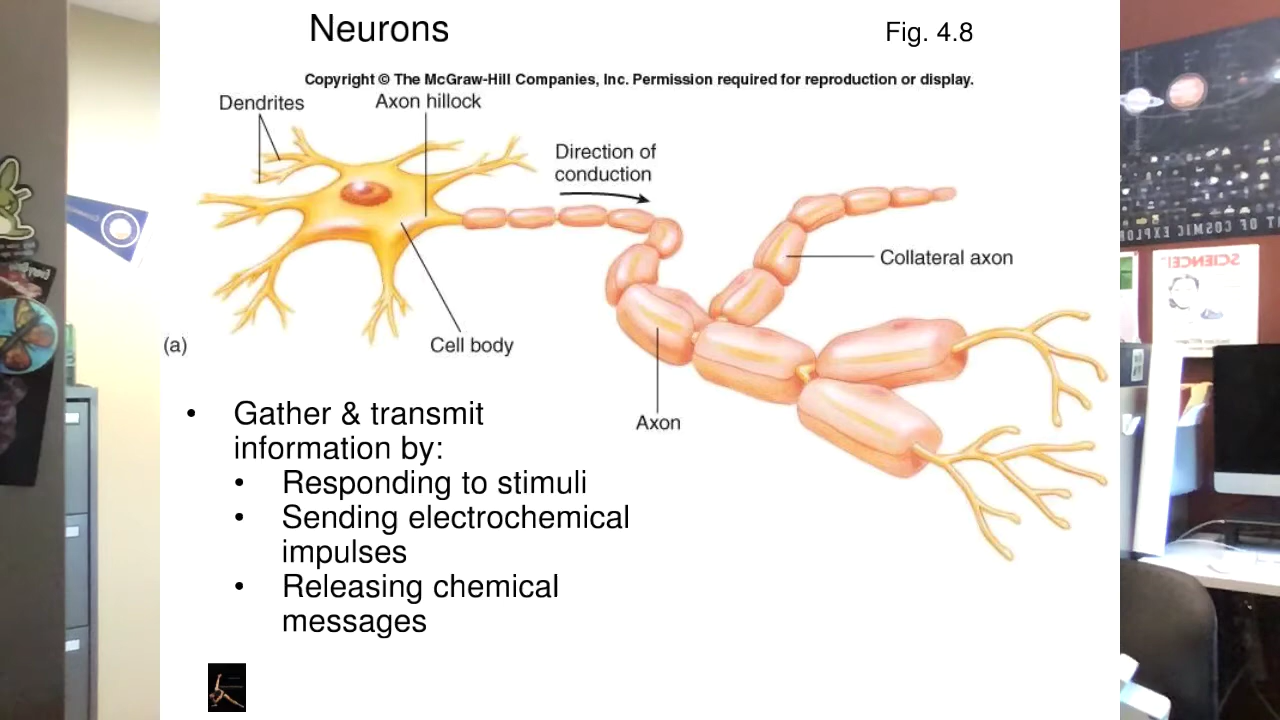 Neurons
Fig. 4.8
Copyright © The McGraw-Hill Companies, Inc. Permission required for reproduction or display.
Dendrites
Axon hillock
Direction of
conduction
Collateral axon
(a)
Cell body
Axon
• Gather & transmit
information by:
• Responding to stimuli
• Sending electrochemical
impulses
• Releasing chemical
messages
SCIENCE!